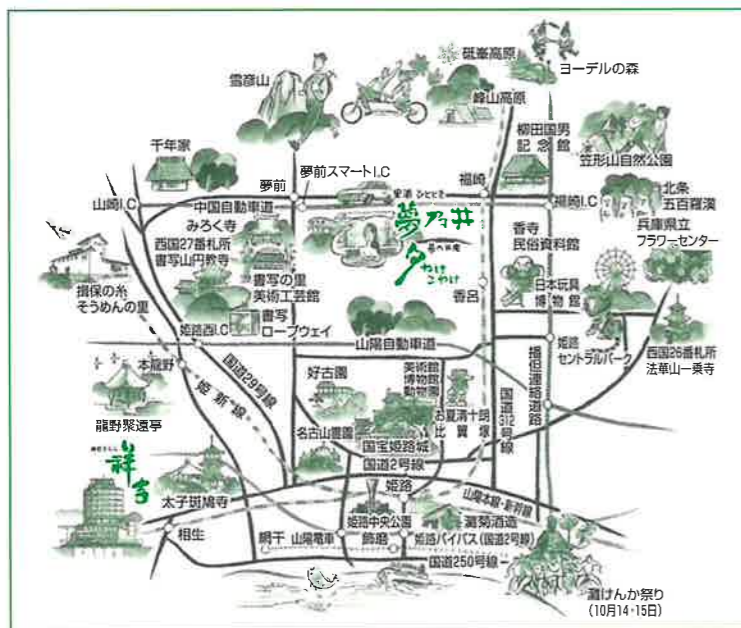 砥峯高原
ヨーデルの森
雪彦山
峰山高原
柳田国男
記念館
笠形山自然公園
千年家
夢前スマートI.C
夢前
福崎
山崎I.C
中国自動車道
福崎I.C
北条
五百羅漢
みろく寺
夢乃井
夕やけこやけ
西国27番札所
書写山円教寺
香寺
民俗資料館
兵庫県立
フラワーセンター
書写の里
美術工芸館
揖保の糸
そうめんの里
日本玩具
博物館
香呂
書写
ロープウェイ
姫路西I.C
山陽自動車道
姫路
セントラルパーク
西国26番札所
法華山一乗寺
本龍野
国道29号線
姫新線
好古園
美術館
博物館
動物園
お夏清十郎
比翼塚
国道312号線
播但連絡道路
龍野聚遠亭
名古山霊園
国宝姫路城
国道2号線
祥吉
太子斑鳩寺
姫路
山陽本線・新幹線
姫路中央公園
灘菊酒造
相生
網干
山陽電車
飾磨
姫路バイパス(国道2号線)
国道250号線
灘けんか祭り
(10月14・15日)